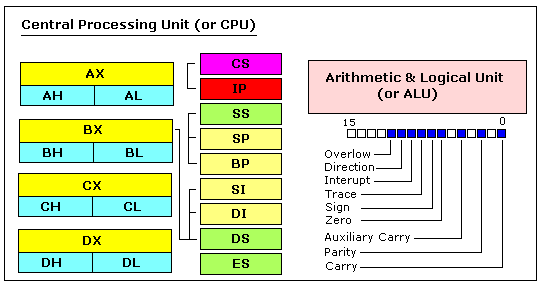 Central Processing Unit (or CPU)
AX
AH AL
BX
BH BL
CX
CH CL
DX
DH DL
CS
IP
SS
SP
BP
SI
DI
DS
ES
Arithmetic & Logical Unit
(or ALU)
15 0
Overlow
Direction
Interupt
Trace
Sign
Zero
Auxiliary Carry
Parity
Carry